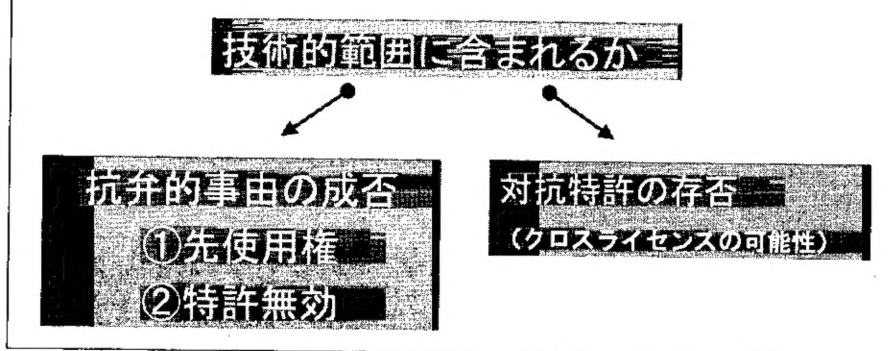 技術的範囲に含まれるか
抗弁的事由の成否
①先使用権
②特許無効
対抗特許の存否
（クロスライセンスの可能性）